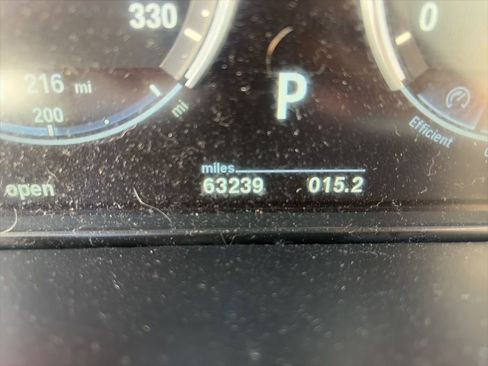 330
0
216 mi
P
200
mi
Efficient
miles
63239 015.2
open